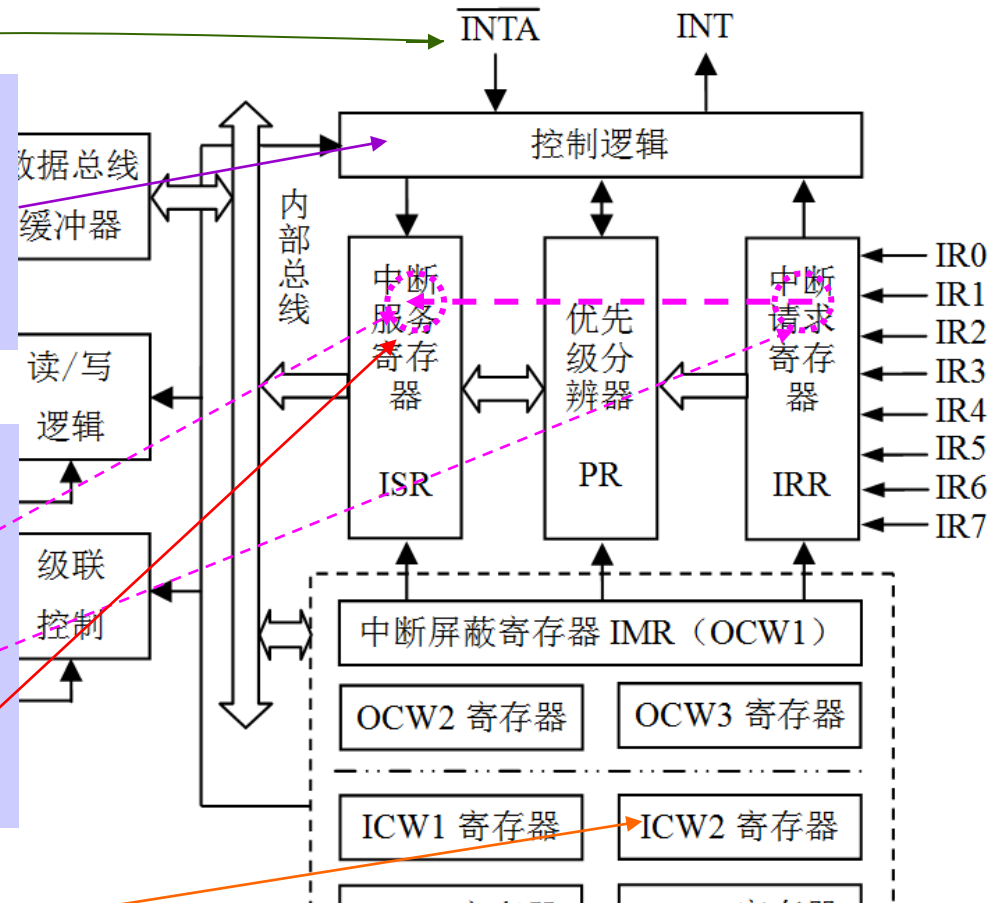 INTA
INT
控制逻辑
数据总线
缓冲器
内
部
总
线
读/写
逻辑
级联
控制
中断
服务
寄存
器
ISR
优先
级分
辨器
PR
中断
请求
寄存
器
IRR
IR0
IR1
IR2
IR3
IR4
IR5
IR6
IR7
中断屏蔽寄存器 IMR（OCW1）
OCW2 寄存器
OCW3 寄存器
ICW1 寄存器
ICW2 寄存器